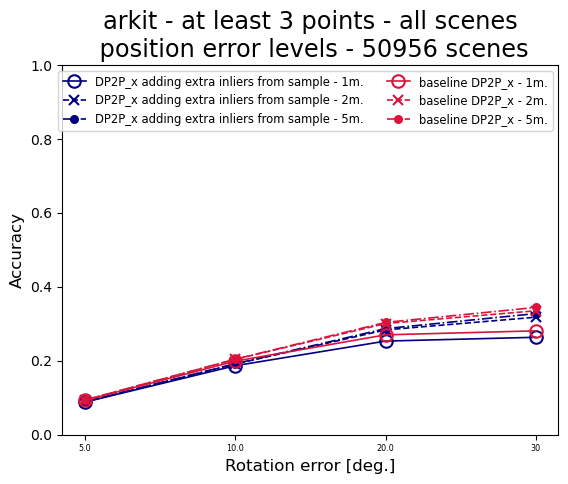 arkit - at least 3 points - all scenes
position error levels - 50956 scenes
DP2P_x adding extra inliers from sample - 1m.
DP2P_x adding extra inliers from sample - 2m.
DP2P_x adding extra inliers from sample - 5m.
baseline DP2P_x - 1m.
baseline DP2P_x - 2m.
baseline DP2P_x - 5m.
Accuracy
1.0
0.8
0.6
0.4
0.2
0.0
5.0 10.0 20.0 30
Rotation error [deg.]